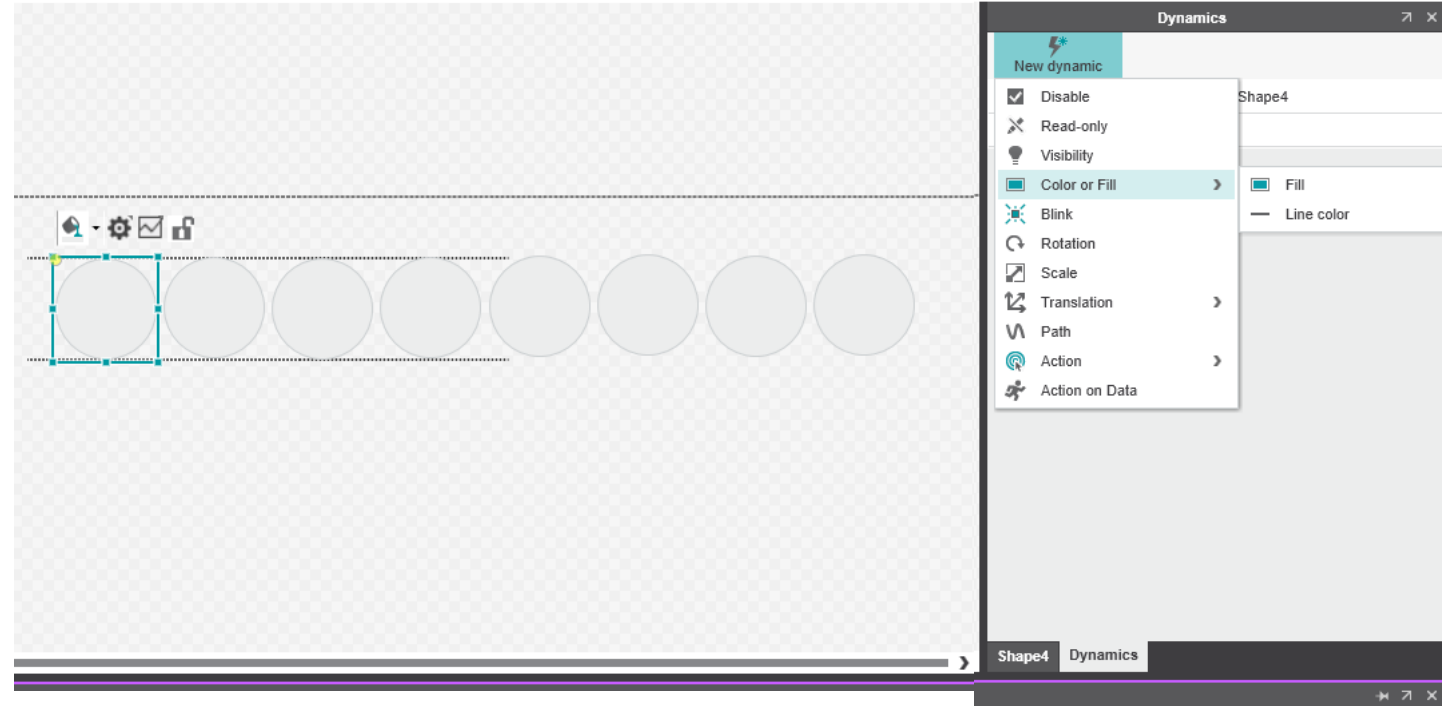 Dynamics
New dynamic
Disable
Shape4
Read-only
Visibility
Color or Fill
Fill
Blink
Line color
Rotation
Scale
Translation
Path
Action
Action on Data
Shape4 Dynamics